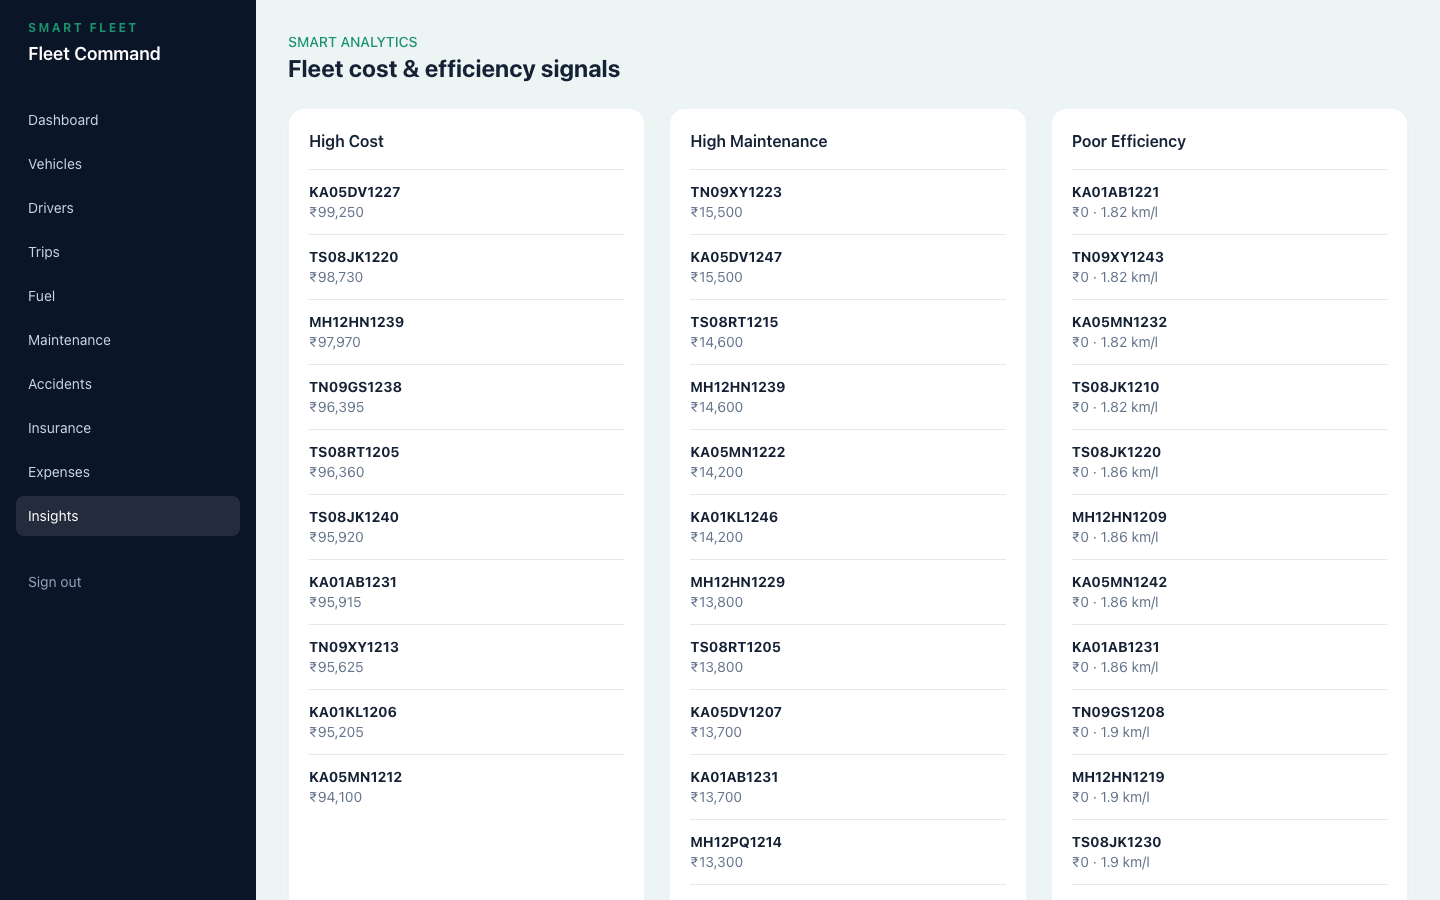 SMART FLEET
Fleet Command
Dashboard
Vehicles
Drivers
Trips
Fuel
Maintenance
Accidents
Insurance
Expenses
Insights
Sign out
SMART ANALYTICS
Fleet cost & efficiency signals
High Cost
KA05DV1227
₹99,250
TS08JK1220
₹98,730
MH12HN1239
₹97,970
TN09GS1238
₹96,395
TS08RT1205
₹96,360
TS08JK1240
₹95,920
KA01AB1231
₹95,915
TN09XY1213
₹95,625
KA01KL1206
₹95,205
KA05MN1212
₹94,100
High Maintenance
TN09XY1223
₹15,500
KA05DV1247
₹15,500
TS08RT1215
₹14,600
MH12HN1239
₹14,600
KA05MN1222
₹14,200
KA01KL1246
₹14,200
MH12HN1229
₹13,800
TS08RT1205
₹13,800
KA05DV1207
₹13,700
KA01AB1231
₹13,700
MH12PQ1214
₹13,300
Poor Efficiency
KA01AB1221
₹0 · 1.82 km/l
TN09XY1243
₹0 · 1.82 km/l
KA05MN1232
₹0 · 1.82 km/l
TS08JK1210
₹0 · 1.82 km/l
TS08JK1220
₹0 · 1.86 km/l
MH12HN1209
₹0 · 1.86 km/l
KA05MN1242
₹0 · 1.86 km/l
KA01AB1231
₹0 · 1.86 km/l
TN09GS1208
₹0 · 1.9 km/l
MH12HN1219
₹0 · 1.9 km/l
TS08JK1230
₹0 · 1.9 km/l